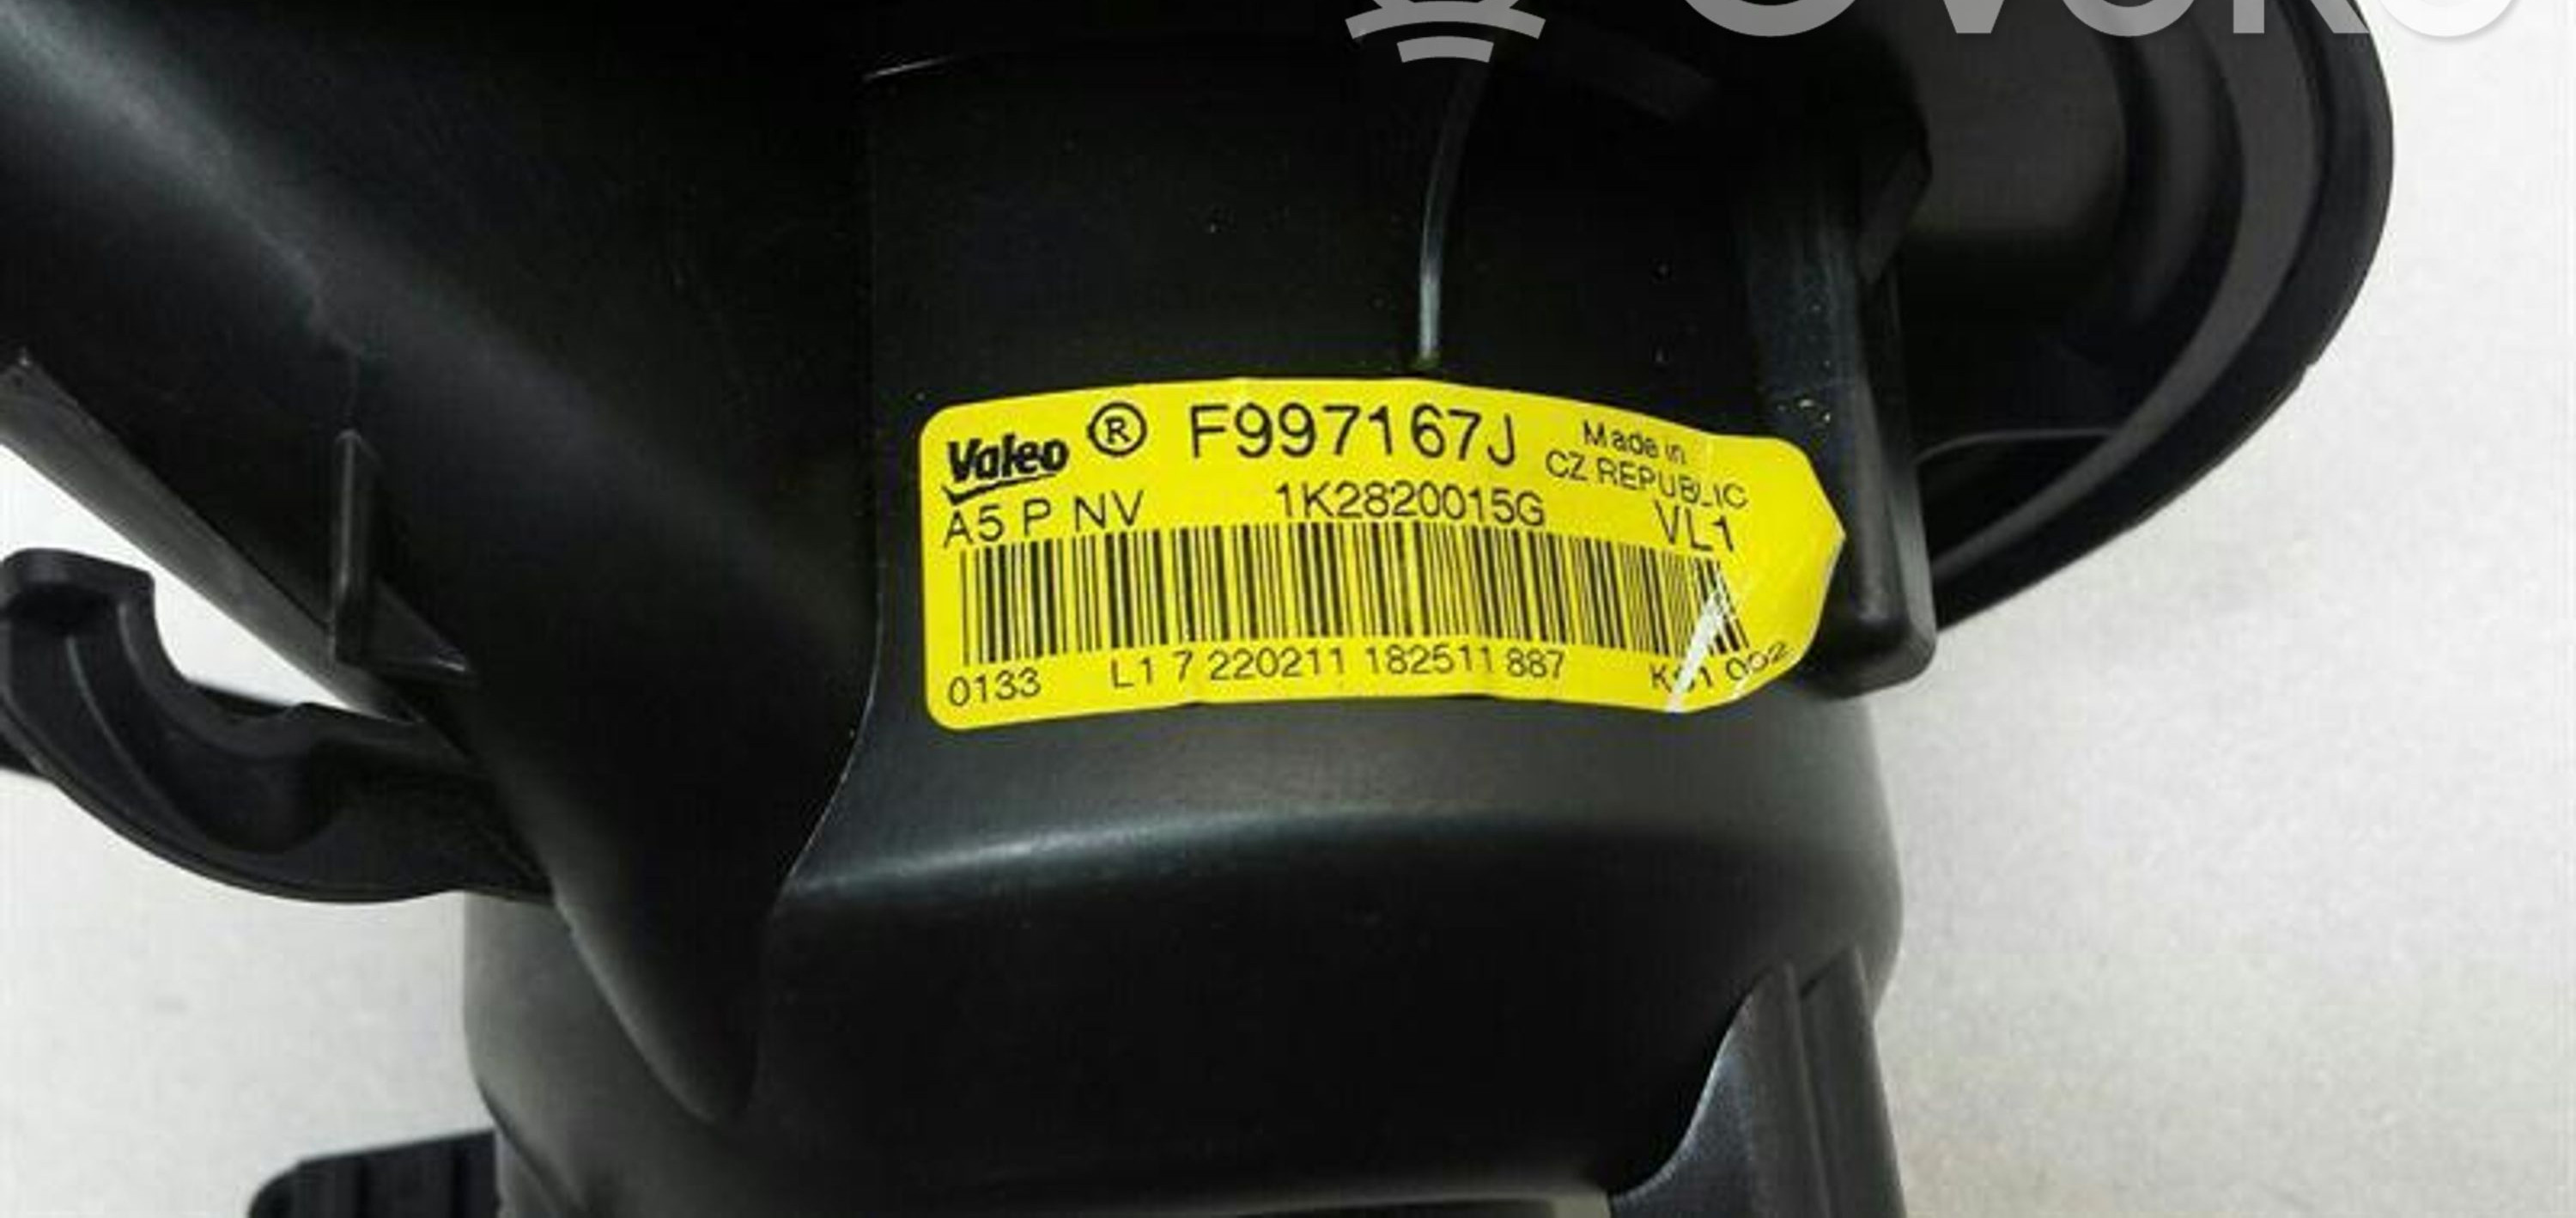 Valeo ® F997167J Made in
CZ REPUBLIC
A5 P NV 1K2820015G VL1
0133 L1 7 220211 182511 887